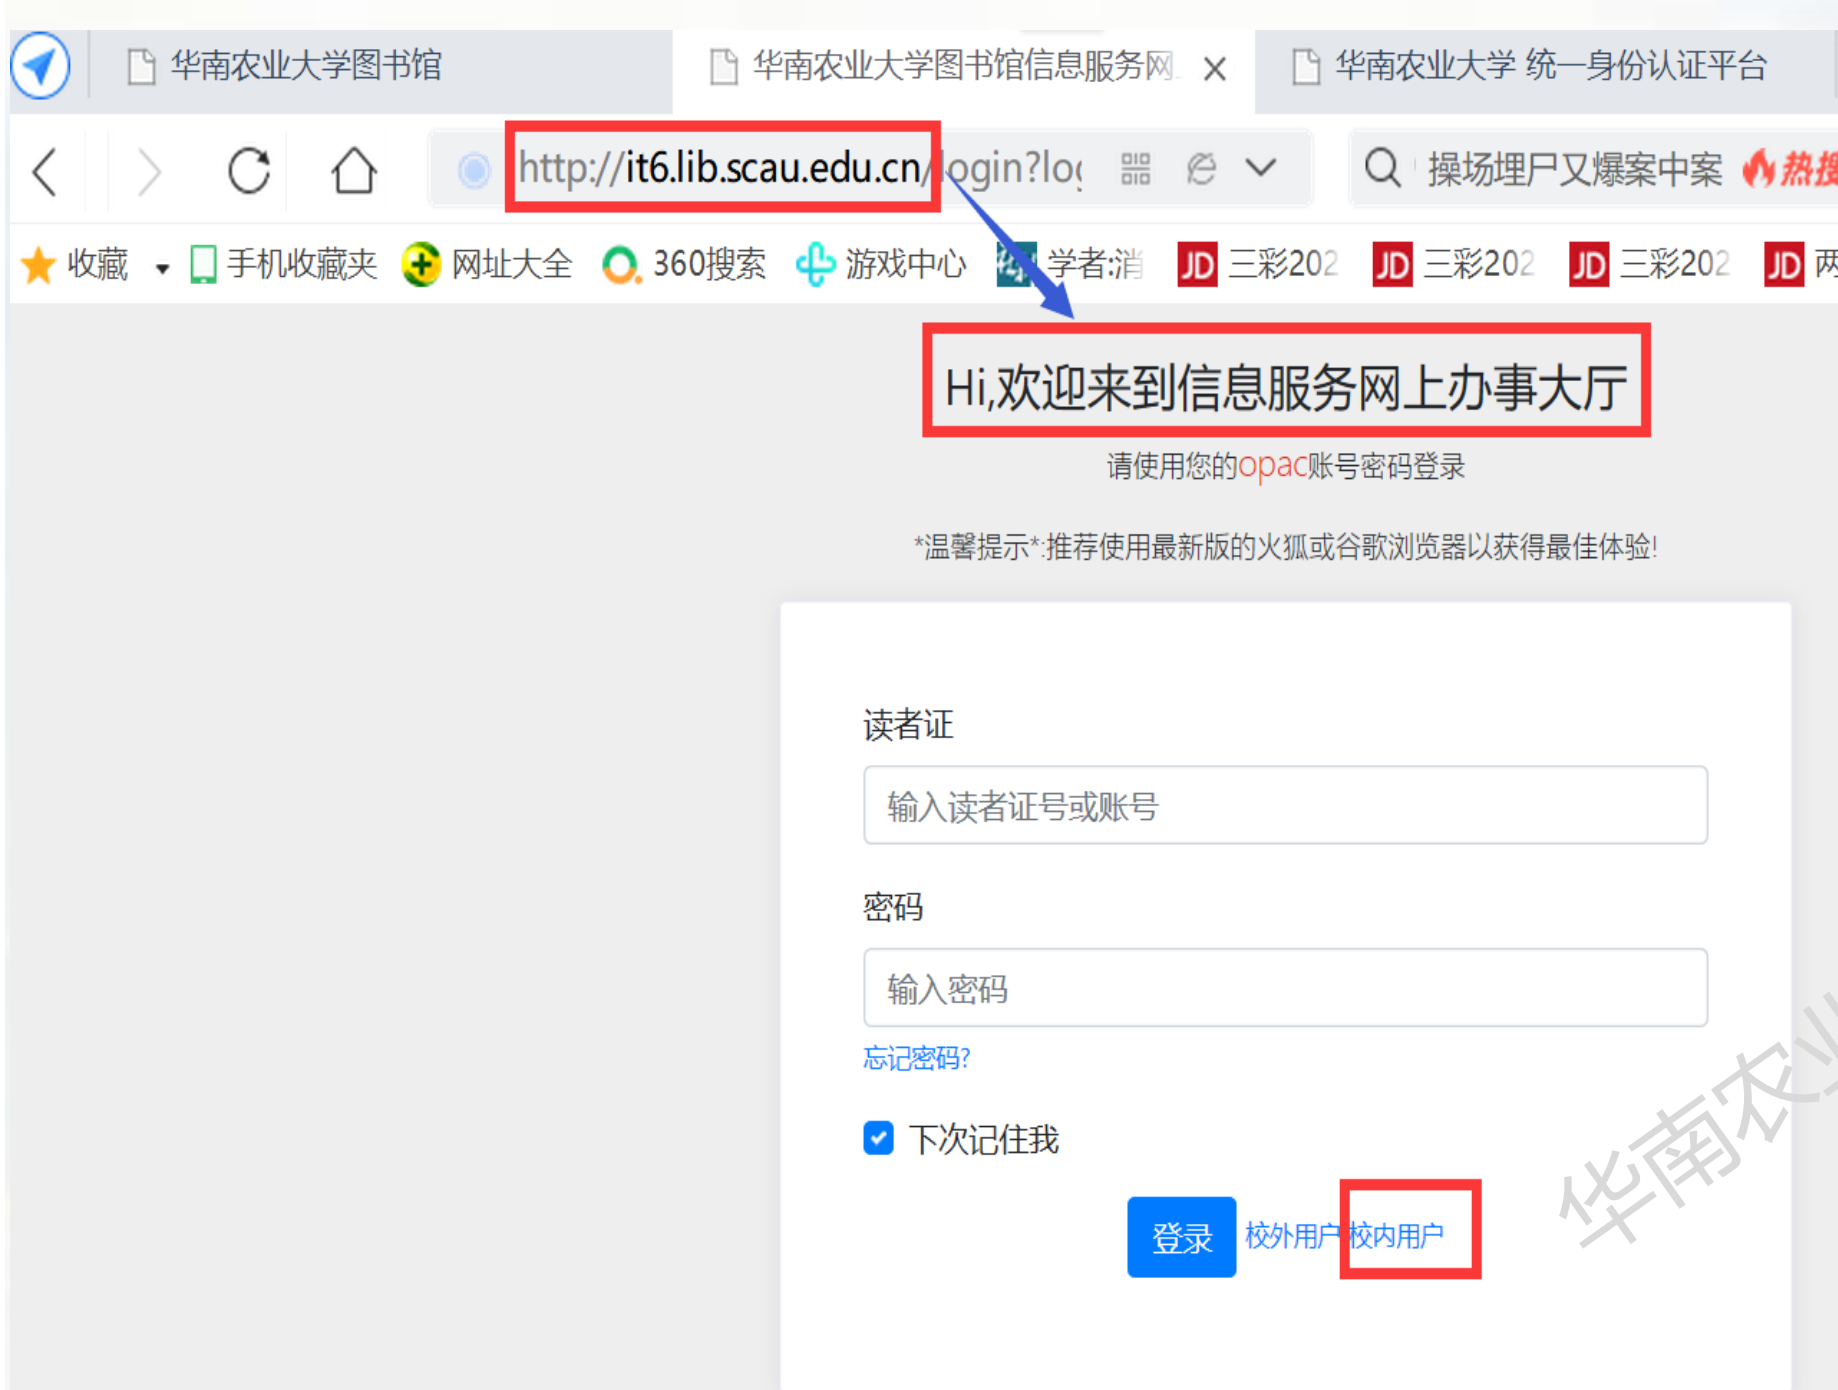 华南农业大学图书馆
华南农业大学图书馆信息服务网
华南农业大学 统一身份认证平台
http://it6.lib.scau.edu.cn/login?log
操场埋尸又爆案中案
热搜
收藏
手机收藏夹
网址大全
360搜索
游戏中心
学者:消
JD 三彩202
JD 三彩202
JD 三彩202
JD 两
Hi,欢迎来到信息服务网上办事大厅
请使用您的opac账号密码登录
*温馨提示*:推荐使用最新版的火狐或谷歌浏览器以获得最佳体验!
读者证
输入读者证号或账号
密码
输入密码
忘记密码?
下次记住我
登录 校外用户 校内用户
华南农业